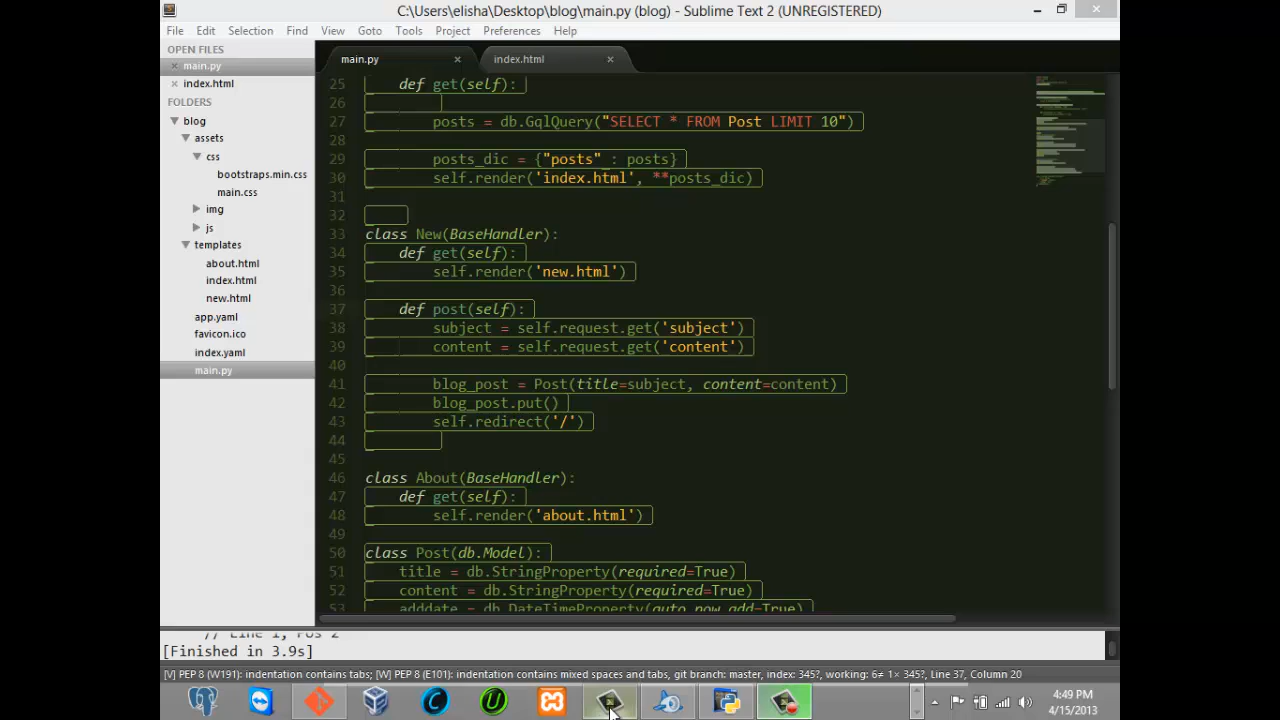 C:\Users\elisha\Desktop\blog\main.py (blog) - Sublime Text 2 (UNREGISTERED)
File Edit Selection Find View Goto Tools Project Preferences Help
OPEN FILES
main.py
index.html
FOLDERS
blog
assets
css
bootstraps.min.css
main.css
img
js
templates
about.html
index.html
new.html
app.yaml
favicon.ico
index.yaml
main.py
main.py index.html
25 def get(self):
26
27 posts = db.GqlQuery("SELECT * FROM Post LIMIT 10")
28
29 posts_dic = {"posts" : posts}
30 self.render('index.html', **posts_dic)
31
32
33 class New(BaseHandler):
34 def get(self):
35 self.render('new.html')
36
37 def post(self):
38 subject = self.request.get('subject')
39 content = self.request.get('content')
40
41 blog_post = Post(title=subject, content=content)
42 blog_post.put()
43 self.redirect('/')
44
45
46 class About(BaseHandler):
47 def get(self):
48 self.render('about.html')
49
50 class Post(db.Model):
51 title = db.StringProperty(required=True)
52 content = db.StringProperty(required=True)
53 adddate = db.DateTimeProperty(auto_now_add=True)
// Line 1, Pos 2
[Finished in 3.9s]
[V] PEP 8 (W191): indentation contains tabs; [W] PEP 8 (E101): indentation contains mixed spaces and tabs, git branch: master, index: 345?, working: 6≠ 1× 345?, Line 37, Column 20
4:49 PM
4/15/2013